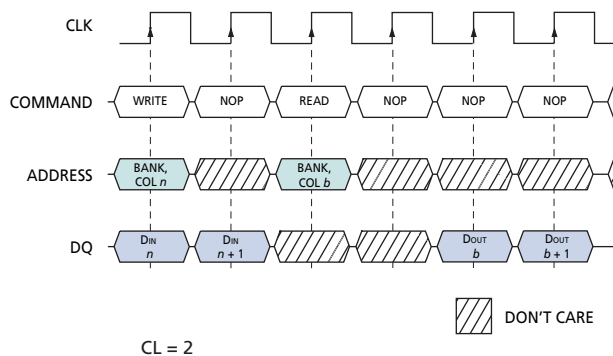 CLK
COMMAND WRITE NOP READ NOP NOP NOP
ADDRESS BANK, COL n BANK, COL b
DQ DIN n DIN n + 1 DOUT b DOUT b + 1
DON'T CARE
CL = 2